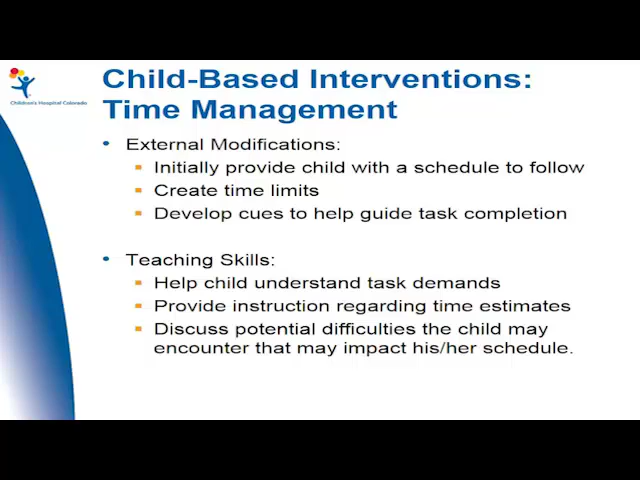 Children's Hospital Colorado
Child-Based Interventions:
Time Management
• External Modifications:
Initially provide child with a schedule to follow
Create time limits
Develop cues to help guide task completion
• Teaching Skills:
Help child understand task demands
Provide instruction regarding time estimates
Discuss potential difficulties the child may
encounter that may impact his/her schedule.